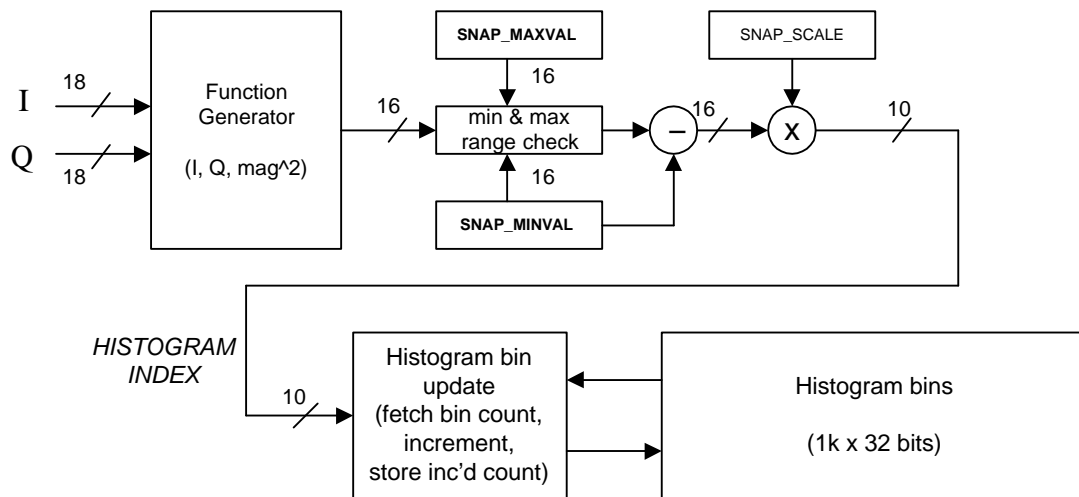 SNAP_MAXVAL
SNAP_SCALE
18
I
Function
Generator
(I, Q, mag^2)
16
16
min & max
range check
–
16
X
10
Q
18
16
SNAP_MINVAL
HISTOGRAM
INDEX
10
Histogram bin
update
(fetch bin count,
increment,
store inc'd count)
Histogram bins
(1k x 32 bits)